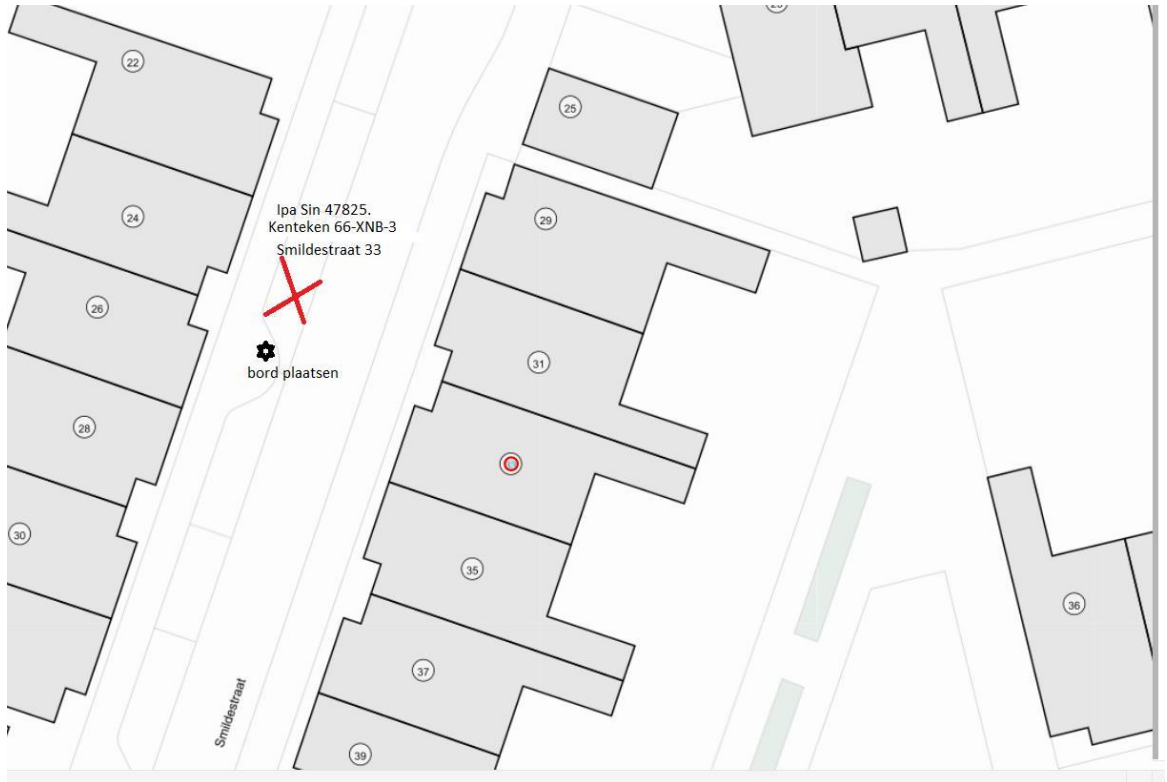 22
25
24
29
Ipa Sin 47825.
Kenteken 66-XNB-3
Smildestraat 33
26
31
bord plaatsen
28
30
35
36
37
Smildestraat
39